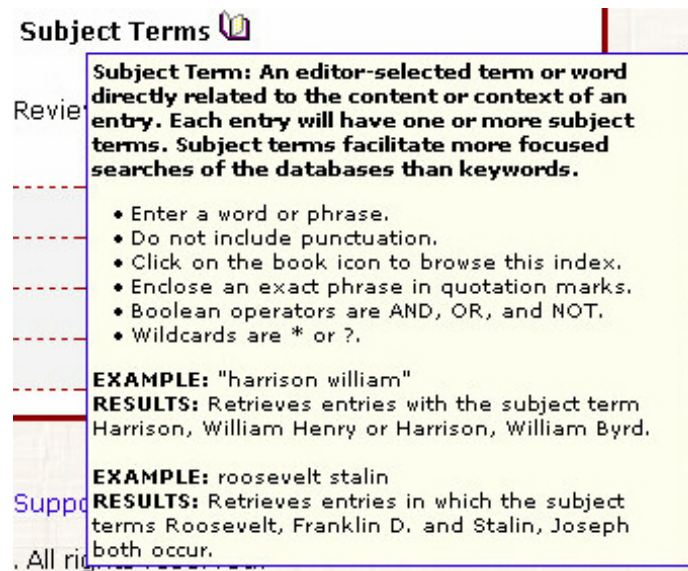 Subject Terms
Subject Term: An editor-selected term or word
directly related to the content or context of an
entry. Each entry will have one or more subject
terms. Subject terms facilitate more focused
searches of the databases than keywords.
• Enter a word or phrase.
• Do not include punctuation.
• Click on the book icon to browse this index.
• Enclose an exact phrase in quotation marks.
• Boolean operators are AND, OR, and NOT.
• Wildcards are * or ?.
EXAMPLE: "harrison william"
RESULTS: Retrieves entries with the subject term
Harrison, William Henry or Harrison, William Byrd.
EXAMPLE: roosevelt stalin
RESULTS: Retrieves entries in which the subject
terms Roosevelt, Franklin D. and Stalin, Joseph
both occur.
. All